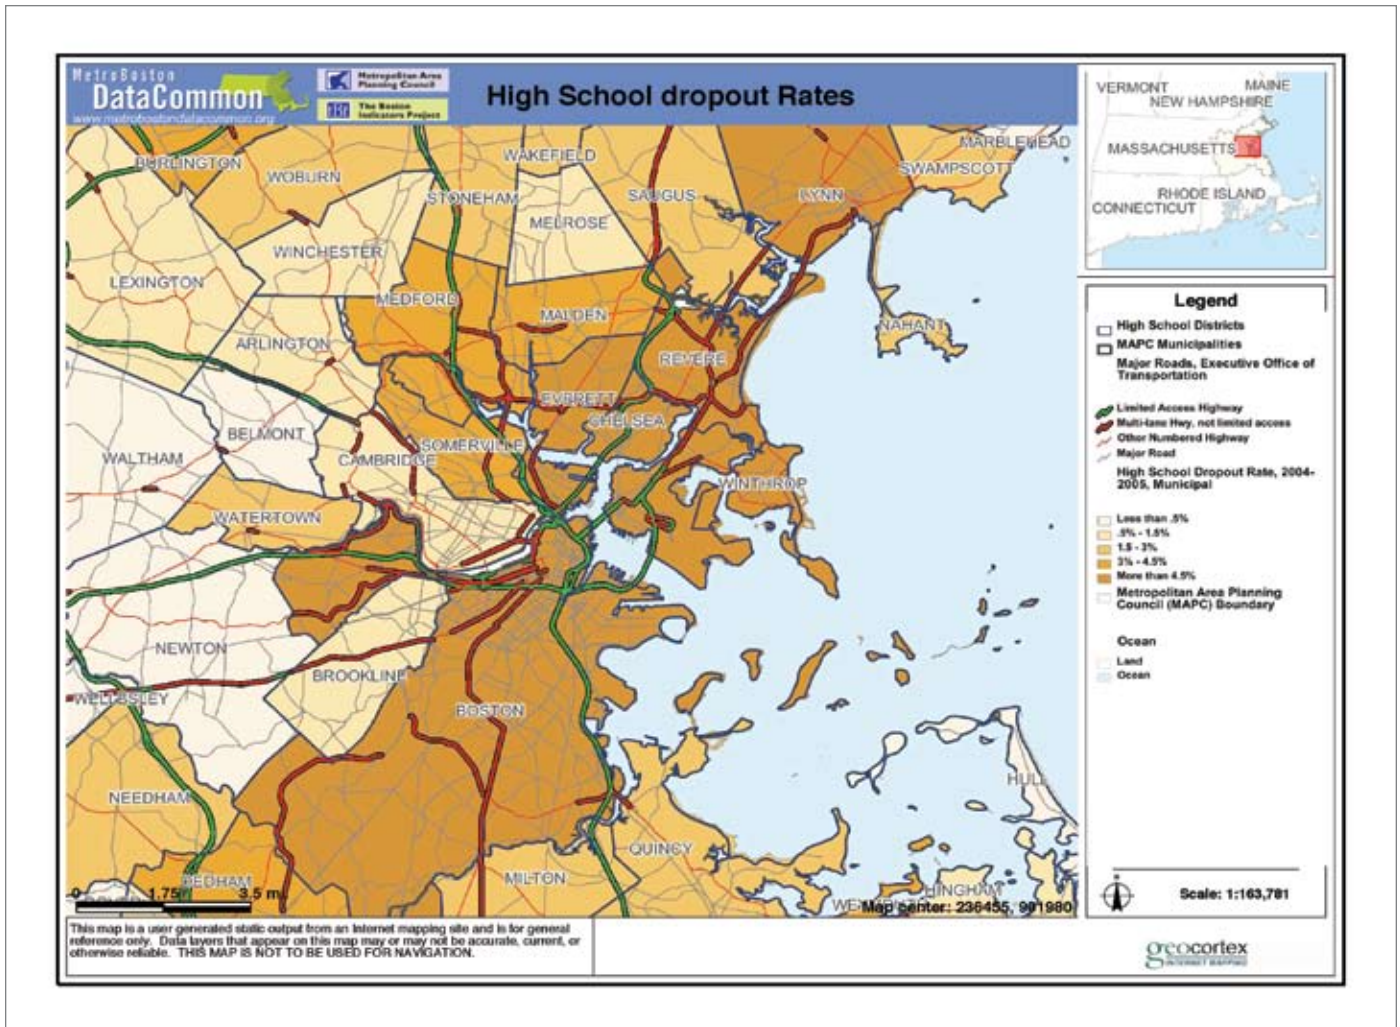 MetroBoston
DataCommon
www.metrobostondatacommon.org
Metropolitan Area
Planning Council
The Boston
Indicators Project
High School dropout Rates
VERMONT
MAINE
NEW HAMPSHIRE
MASSACHUSETTS
RHODE ISLAND
CONNECTICUT
BURLINGTON
WOBURN
WAKEFIELD
MARBLEHEAD
SWAMPSCOTT
STONEHAM
SAUGUS
LYNN
MELROSE
WINCHESTER
LEXINGTON
MEDFORD
MALDEN
NAHANT
ARLINGTON
REVERE
EVERETT
CHELSEA
BELMONT
SOMERVILLE
WALTHAM
CAMBRIDGE
WINTHROP
WATERTOWN
NEWTON
BROOKLINE
WELLESLEY
BOSTON
HULL
NEEDHAM
QUINCY
DEDHAM
MILTON
HINGHAM
0 1.75 3.5 mi.
Map center: 236455, 901980
Legend
High School Districts
MAPC Municipalities
Major Roads, Executive Office of
Transportation
Limited Access Highway
Multi-lane Hwy, not limited access
Other Numbered Highway
Major Road
High School Dropout Rate, 2004-
2005, Municipal
Less than .5%
.5% - 1.5%
1.5 - 3%
3% - 4.5%
More than 4.5%
Metropolitan Area Planning
Council (MAPC) Boundary
Ocean
Land
Ocean
Scale: 1:163,781
This map is a user generated static output from an Internet mapping site and is for general
reference only. Data layers that appear on this map may or may not be accurate, current, or
otherwise reliable. THIS MAP IS NOT TO BE USED FOR NAVIGATION.
geocortex
INTERNET MAPPING